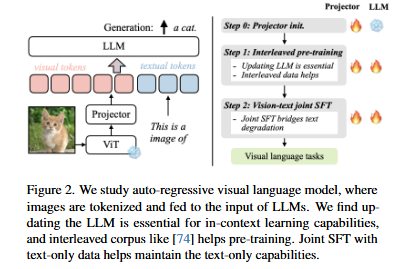 Generation: a cat.
LLM
visual tokens textual tokens
Projector
ViT
This is a
image of
Projector LLM
Step 0: Projector init.
Step 1: Interleaved pre-training
- Updating LLM is essential
- Interleaved data helps
Step 2: Vision-text joint SFT
- Joint SFT bridges text
degradation
Visual language tasks
Figure 2. We study auto-regressive visual language model, where
images are tokenized and fed to the input of LLMs. We find up-
dating the LLM is essential for in-context learning capabilities,
and interleaved corpus like [74] helps pre-training. Joint SFT with
text-only data helps maintain the text-only capabilities.